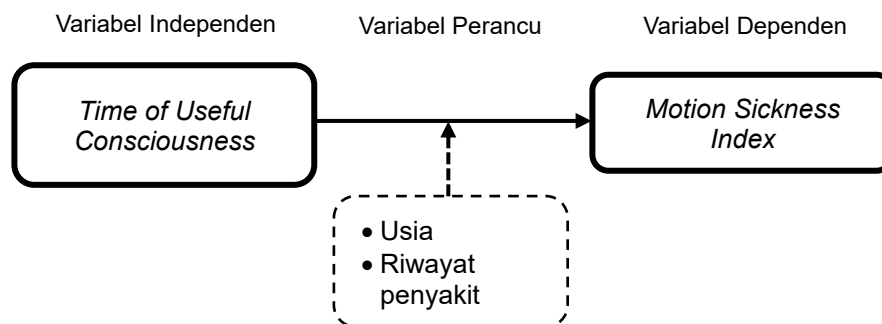 Variabel Independen
Variabel Perancu
Variabel Dependen
Time of Useful
Consciousness
Motion Sickness
Index
• Usia
• Riwayat
penyakit